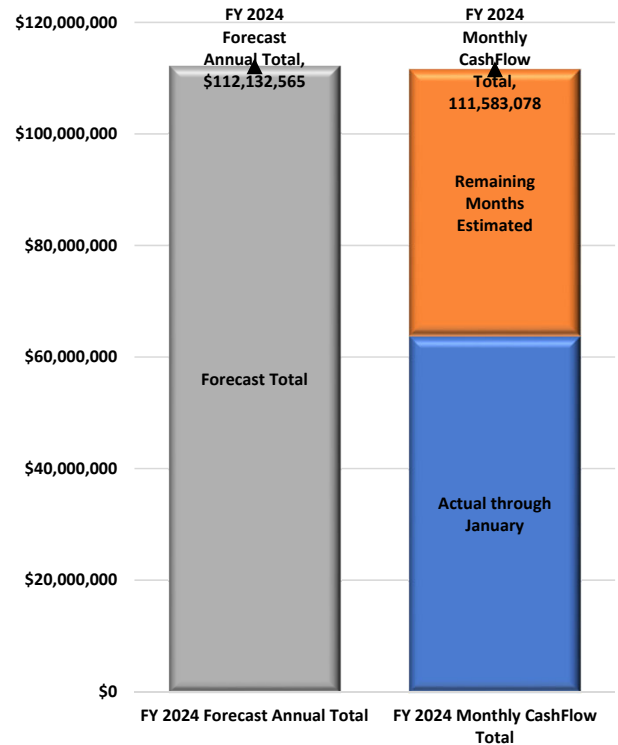 $120,000,000
$100,000,000
$80,000,000
$60,000,000
$40,000,000
$20,000,000
$0
FY 2024
Forecast
Annual Total,
$112,132,565
Forecast Total
FY 2024 Forecast Annual Total
FY 2024
Monthly
CashFlow
Total,
111,583,078
Remaining
Months
Estimated
Actual through
January
FY 2024 Monthly CashFlow
Total